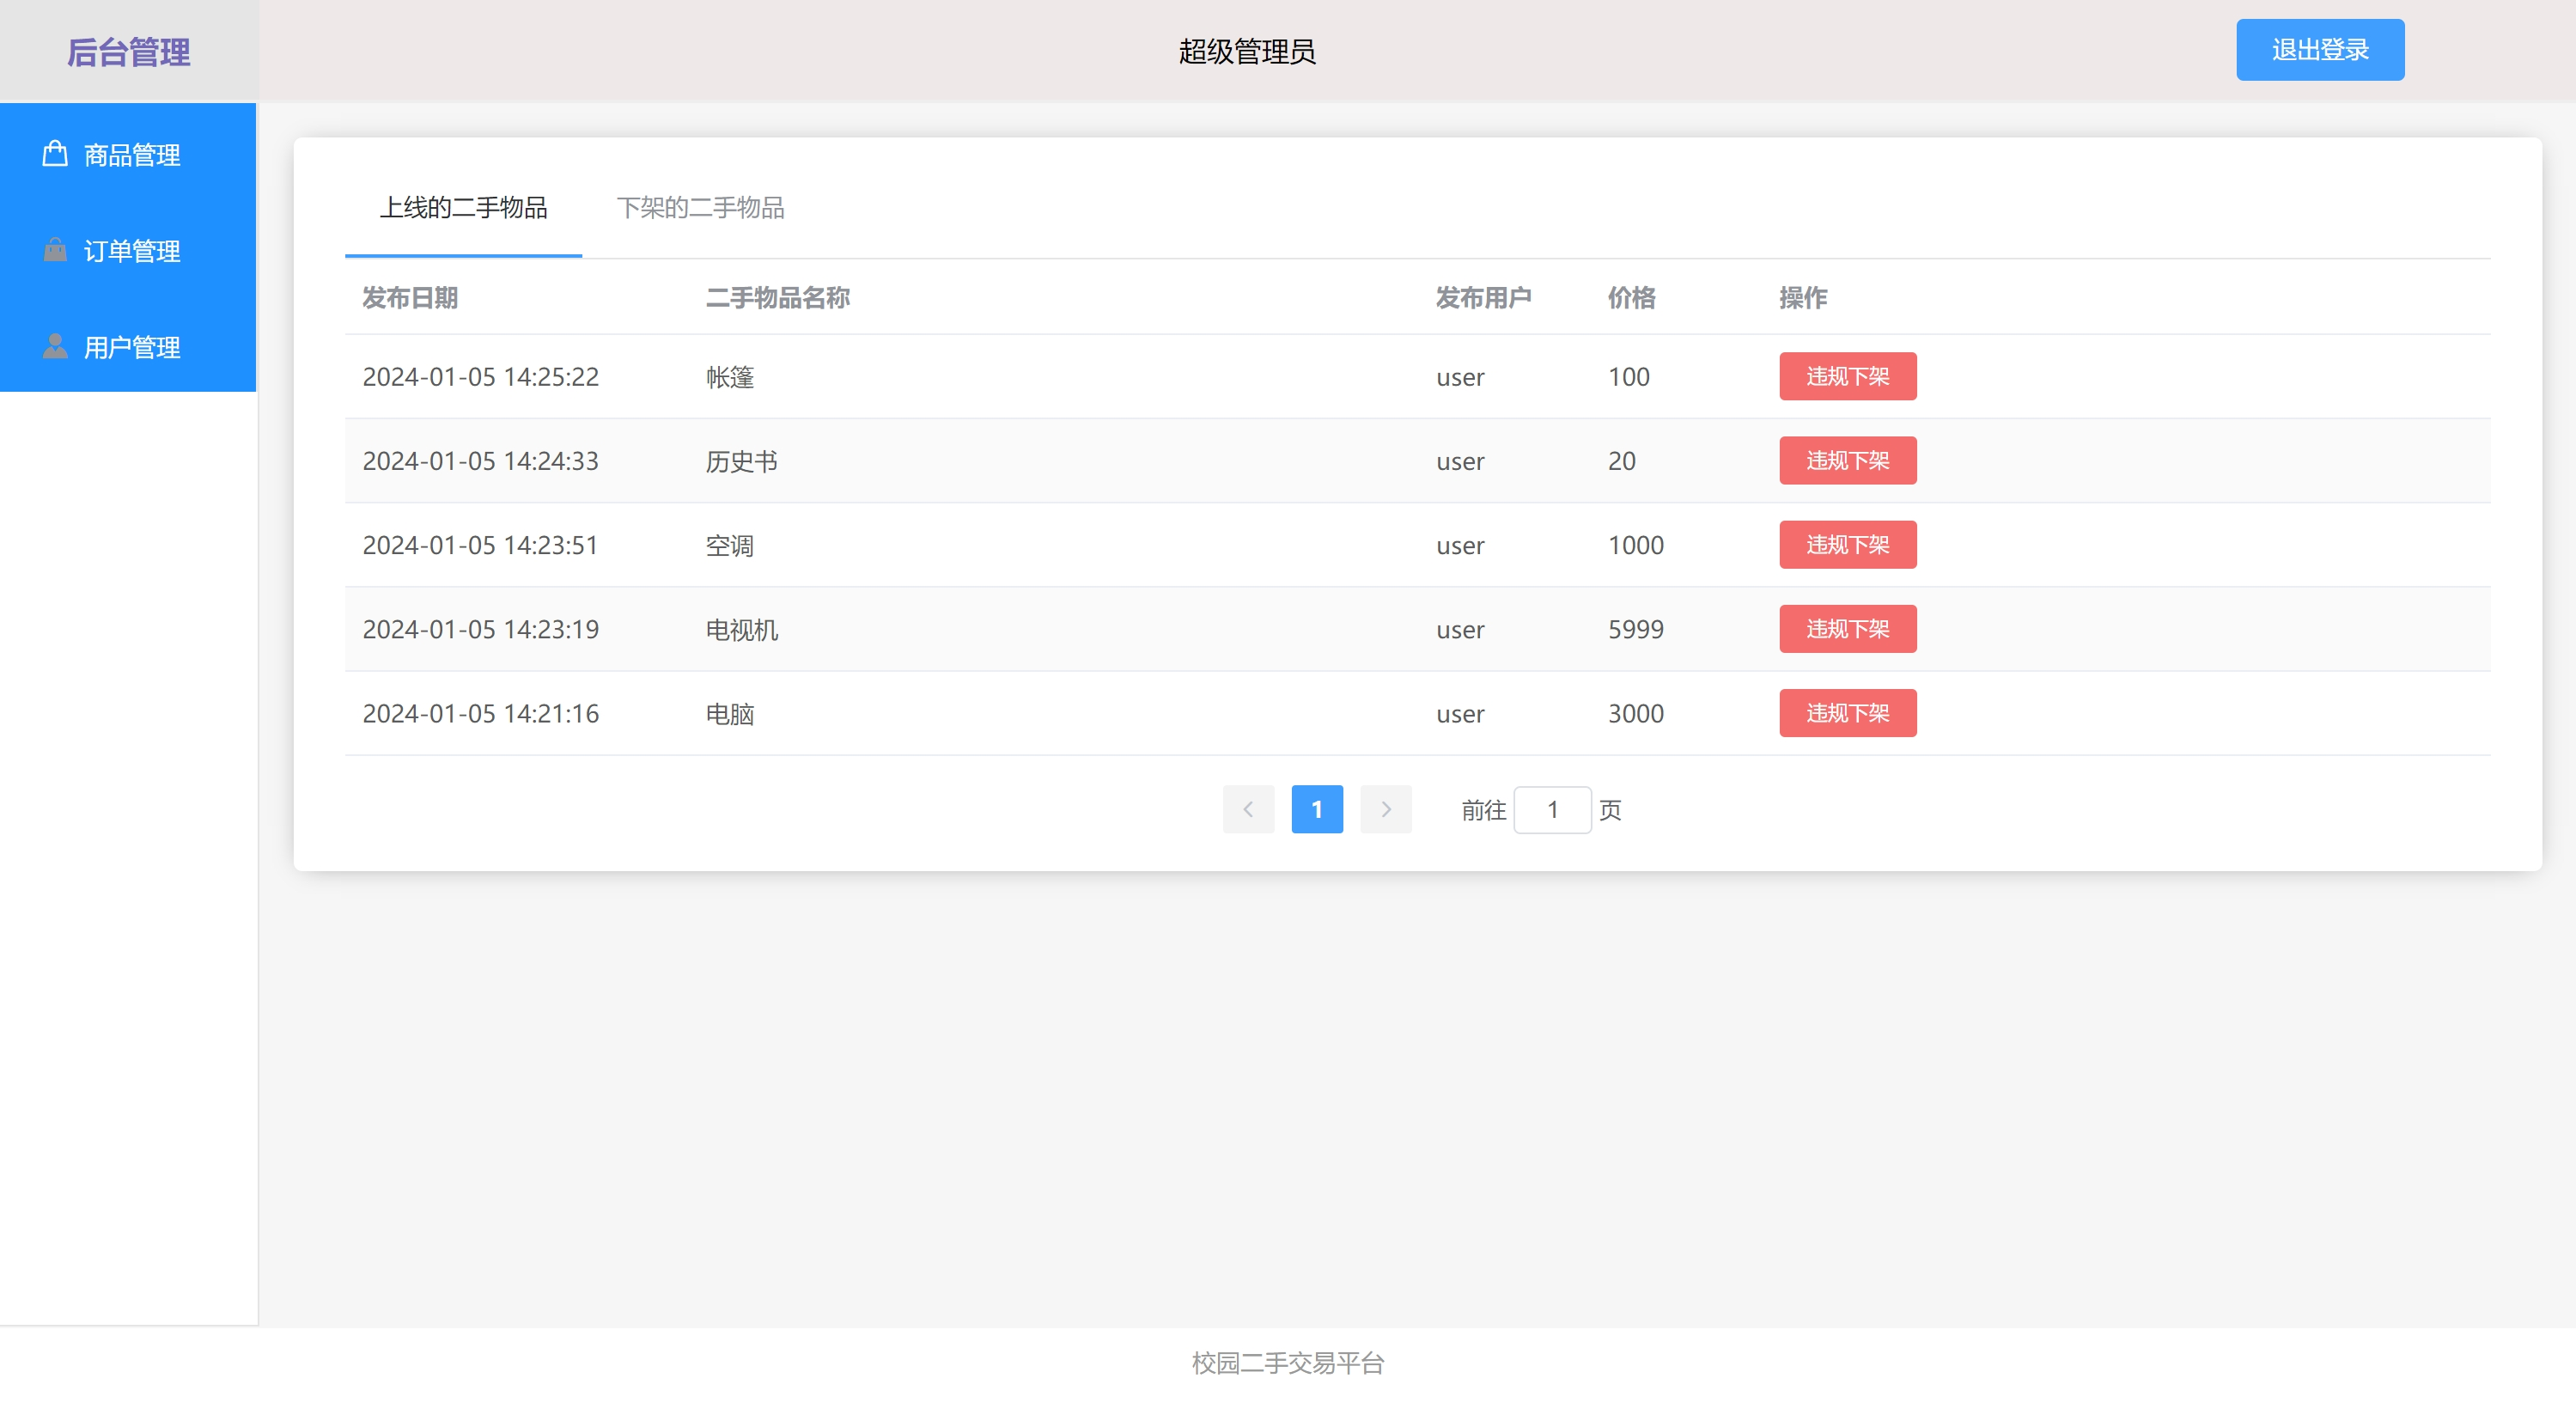 后台管理
超级管理员
退出登录
商品管理
订单管理
用户管理
上线的二手物品 下架的二手物品
发布日期 二手物品名称 发布用户 价格 操作
2024-01-05 14:25:22 帐篷 user 100 违规下架
2024-01-05 14:24:33 历史书 user 20 违规下架
2024-01-05 14:23:51 空调 user 1000 违规下架
2024-01-05 14:23:19 电视机 user 5999 违规下架
2024-01-05 14:21:16 电脑 user 3000 违规下架
1 前往 1 页
校园二手交易平台